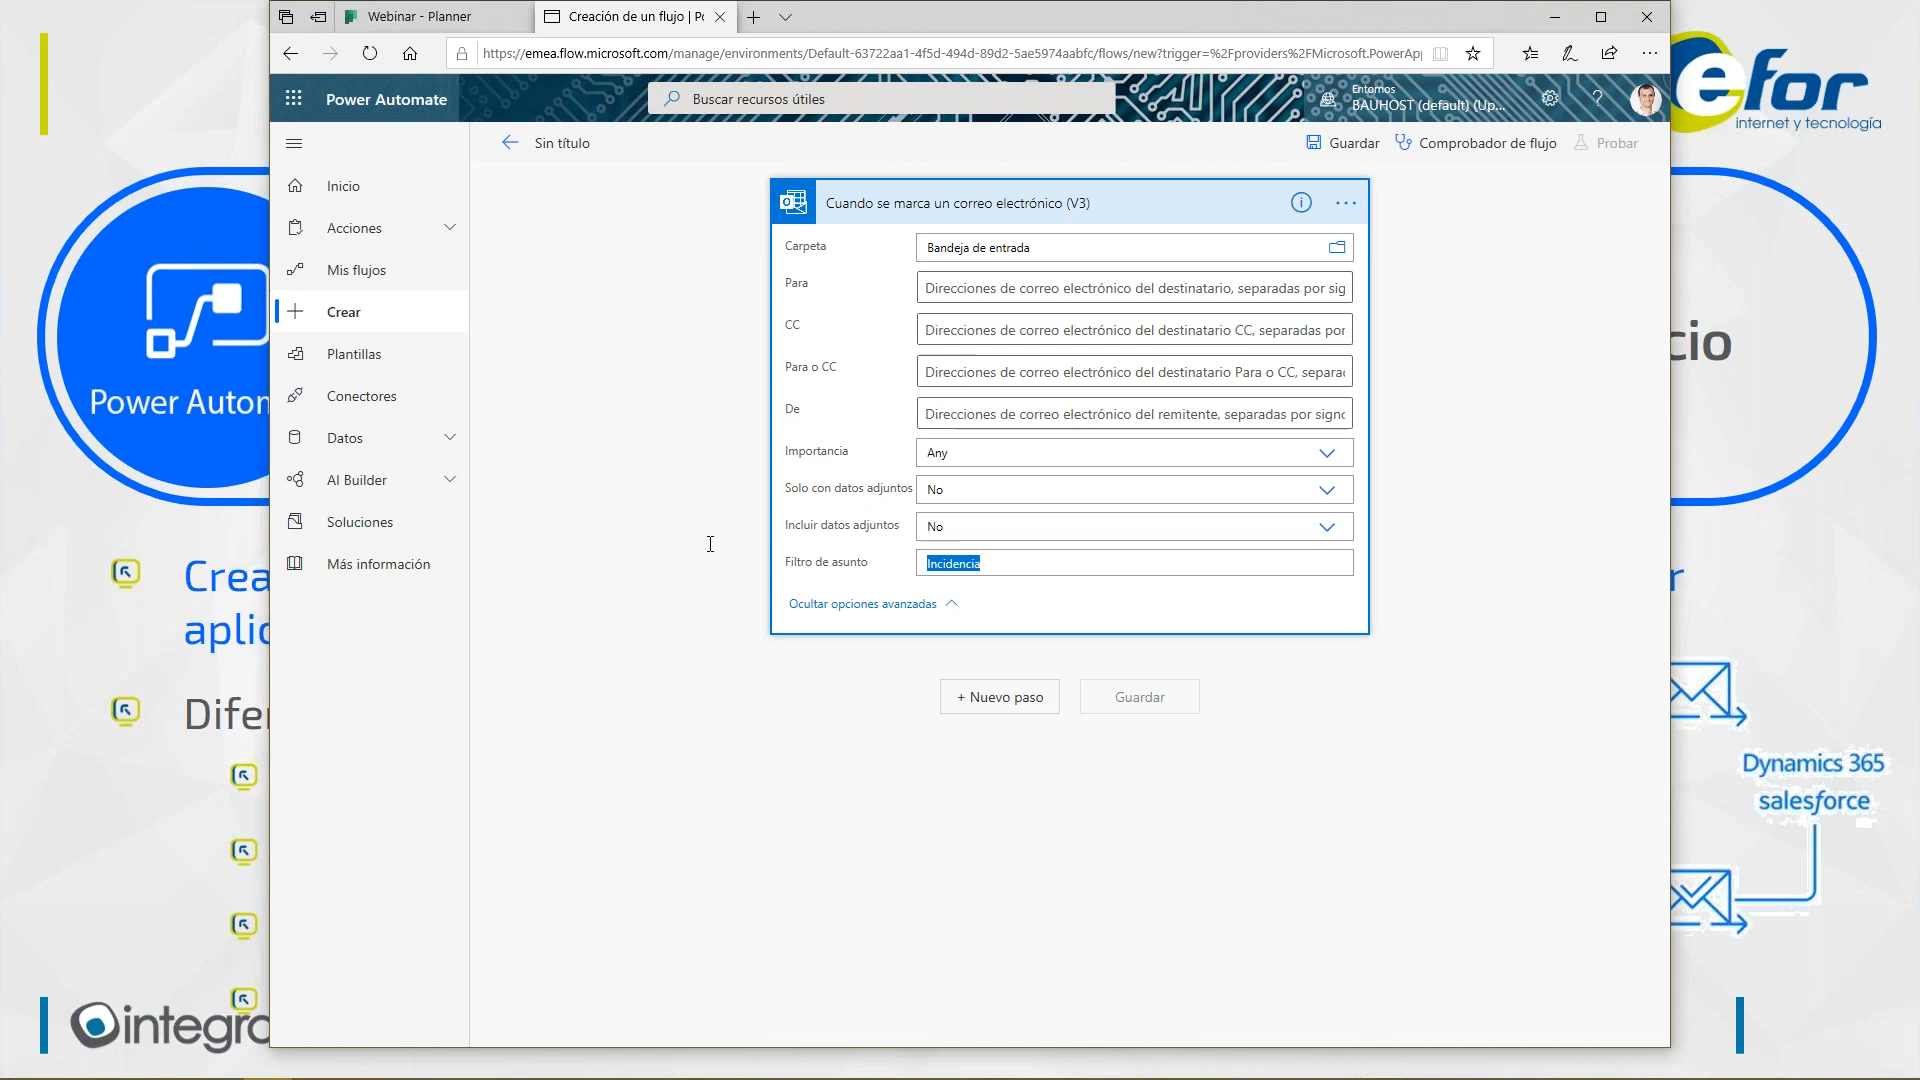 Webinar - Planner
Creación de un flujo | Po
https://emea.flow.microsoft.com/manage/environments/Default-63722aa1-4f5d-494d-89d2-5ae5974aabfc/flows/new?trigger=%2Fproviders%2FMicrosoft.PowerApp
Power Automate
Buscar recursos útiles
Entornos
BAUHOST (default) (Up...
efor
internet y tecnología
Sin título
Guardar
Comprobador de flujo
Probar
Inicio
Acciones
Mis flujos
Crear
Plantillas
Conectores
Datos
AI Builder
Soluciones
Más información
Cuando se marca un correo electrónico (V3)
Carpeta
Bandeja de entrada
Para
Direcciones de correo electrónico del destinatario, separadas por sig
CC
Direcciones de correo electrónico del destinatario CC, separadas por
Para o CC
Direcciones de correo electrónico del destinatario Para o CC, separa
De
Direcciones de correo electrónico del remitente, separadas por signo
Importancia
Any
Solo con datos adjuntos
No
Incluir datos adjuntos
No
Filtro de asunto
Incidencia
Ocultar opciones avanzadas
+ Nuevo paso
Guardar
Power Autom
cio
Crea
r
aplic
Difer
Dynamics 365
salesforce
integro